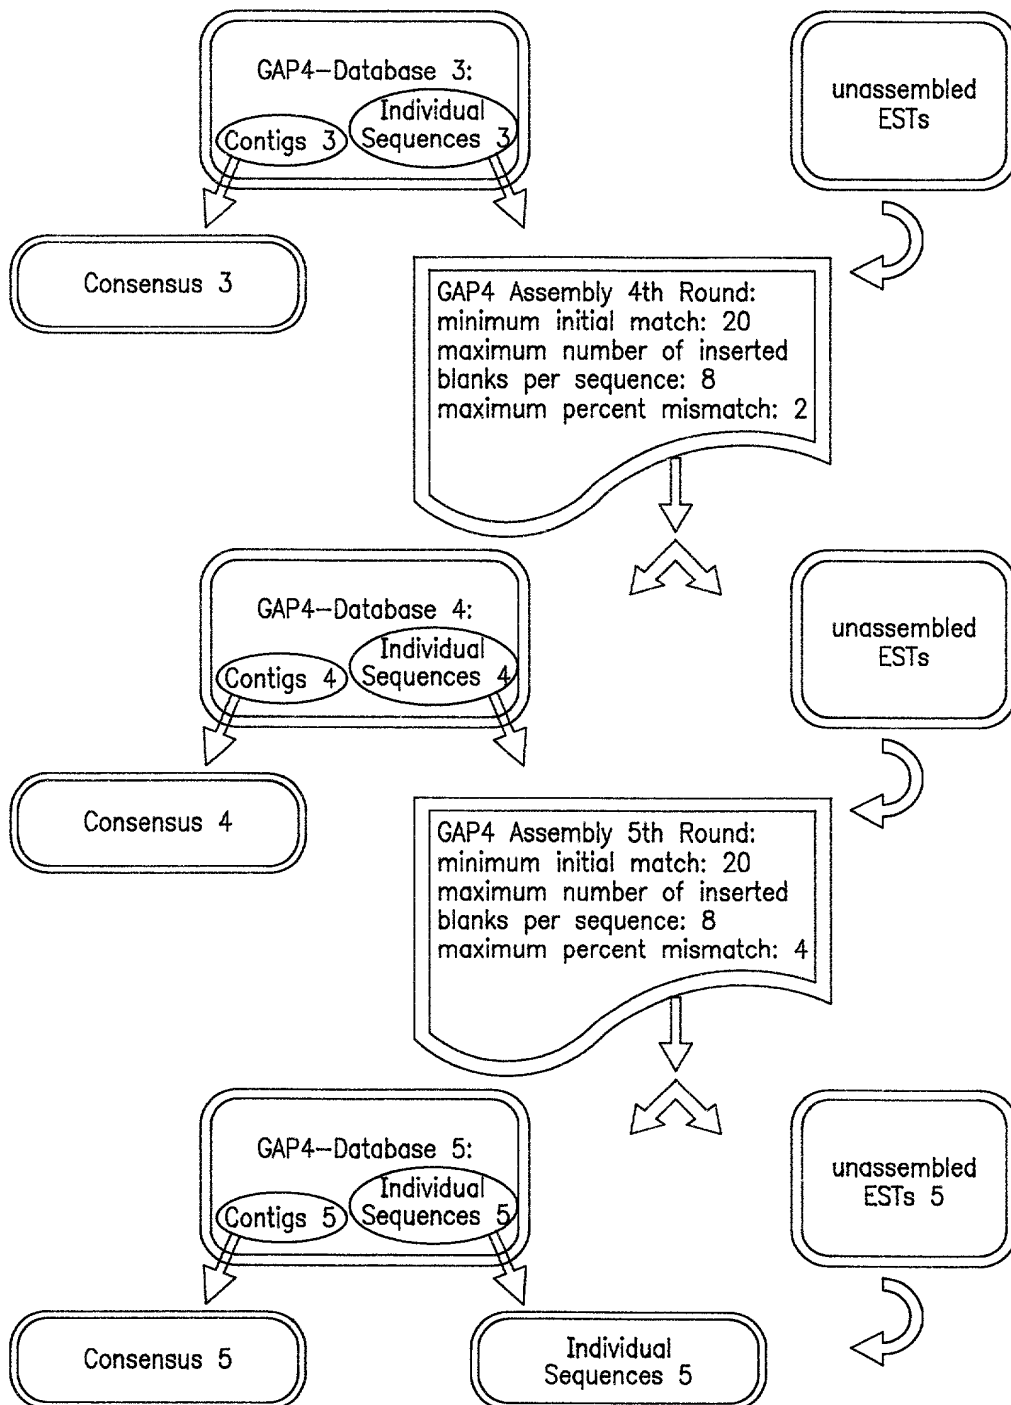 GAP4-Database 3:
Contigs 3
Individual
Sequences 3
unassembled
ESTs
Consensus 3
GAP4 Assembly 4th Round:
minimum initial match: 20
maximum number of inserted
blanks per sequence: 8
maximum percent mismatch: 2
GAP4-Database 4:
Contigs 4
Individual
Sequences 4
unassembled
ESTs
Consensus 4
GAP4 Assembly 5th Round:
minimum initial match: 20
maximum number of inserted
blanks per sequence: 8
maximum percent mismatch: 4
GAP4-Database 5:
Contigs 5
Individual
Sequences 5
unassembled
ESTs 5
Consensus 5
Individual
Sequences 5